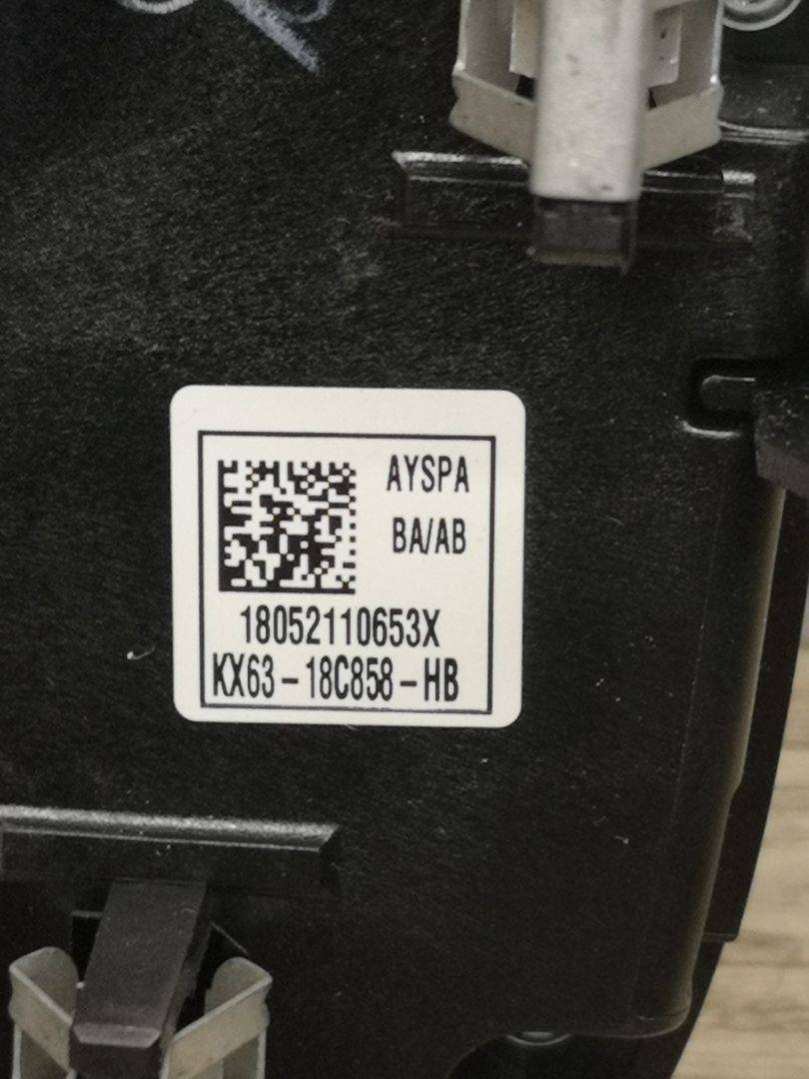 AYSPA
BA/AB
18052110653X
KX63-18C858-HB